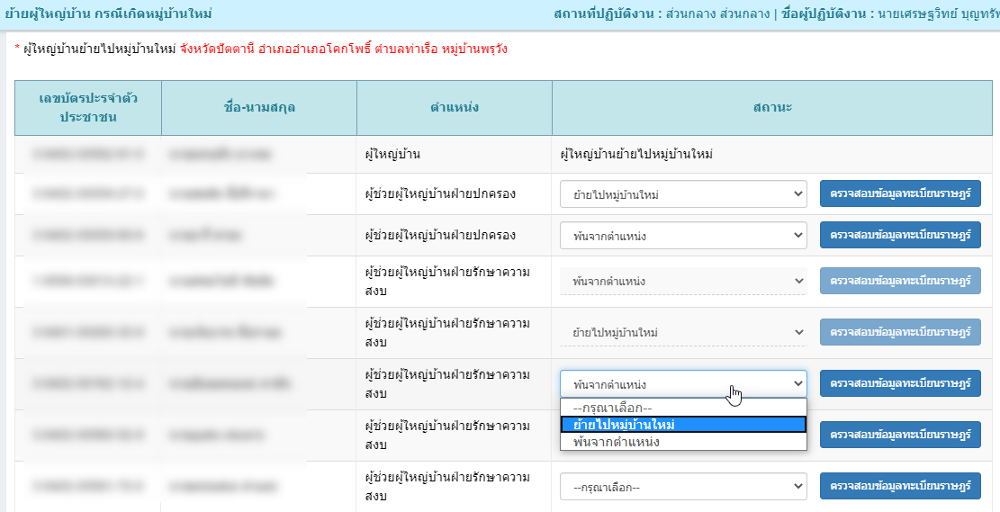 ย้ายผู้ใหญ่บ้าน กรณีเกิดหมู่บ้านใหม่
สถานที่ปฏิบัติงาน : ส่วนกลาง ส่วนกลาง | ชื่อผู้ปฏิบัติงาน : นายเศรษฐวิทย์ บุญทรัพ
* ผู้ใหญ่บ้านย้ายไปหมู่บ้านใหม่ จังหวัดปัตตานี อำเภออำเภอโคกโพธิ์ ตำบลท่าเรือ หมู่บ้านพรุวัง
เลขบัตรประจำตัว
ประชาชน
ชื่อ-นามสกุล
ตำแหน่ง
สถานะ
ผู้ใหญ่บ้าน
ผู้ใหญ่บ้านย้ายไปหมู่บ้านใหม่
ผู้ช่วยผู้ใหญ่บ้านฝ่ายปกครอง
ย้ายไปหมู่บ้านใหม่
ตรวจสอบข้อมูลทะเบียนราษฎร์
ผู้ช่วยผู้ใหญ่บ้านฝ่ายปกครอง
พ้นจากตำแหน่ง
ตรวจสอบข้อมูลทะเบียนราษฎร์
ผู้ช่วยผู้ใหญ่บ้านฝ่ายรักษาความ
สงบ
พ้นจากตำแหน่ง
ตรวจสอบข้อมูลทะเบียนราษฎร์
ผู้ช่วยผู้ใหญ่บ้านฝ่ายรักษาความ
สงบ
ย้ายไปหมู่บ้านใหม่
ตรวจสอบข้อมูลทะเบียนราษฎร์
ผู้ช่วยผู้ใหญ่บ้านฝ่ายรักษาความ
สงบ
พ้นจากตำแหน่ง
ตรวจสอบข้อมูลทะเบียนราษฎร์
--กรุณาเลือก--
ย้ายไปหมู่บ้านใหม่
พ้นจากตำแหน่ง
ผู้ช่วยผู้ใหญ่บ้านฝ่ายรักษาความ
สงบ
ตรวจสอบข้อมูลทะเบียนราษฎร์
ผู้ช่วยผู้ใหญ่บ้านฝ่ายรักษาความ
สงบ
--กรุณาเลือก--
ตรวจสอบข้อมูลทะเบียนราษฎร์